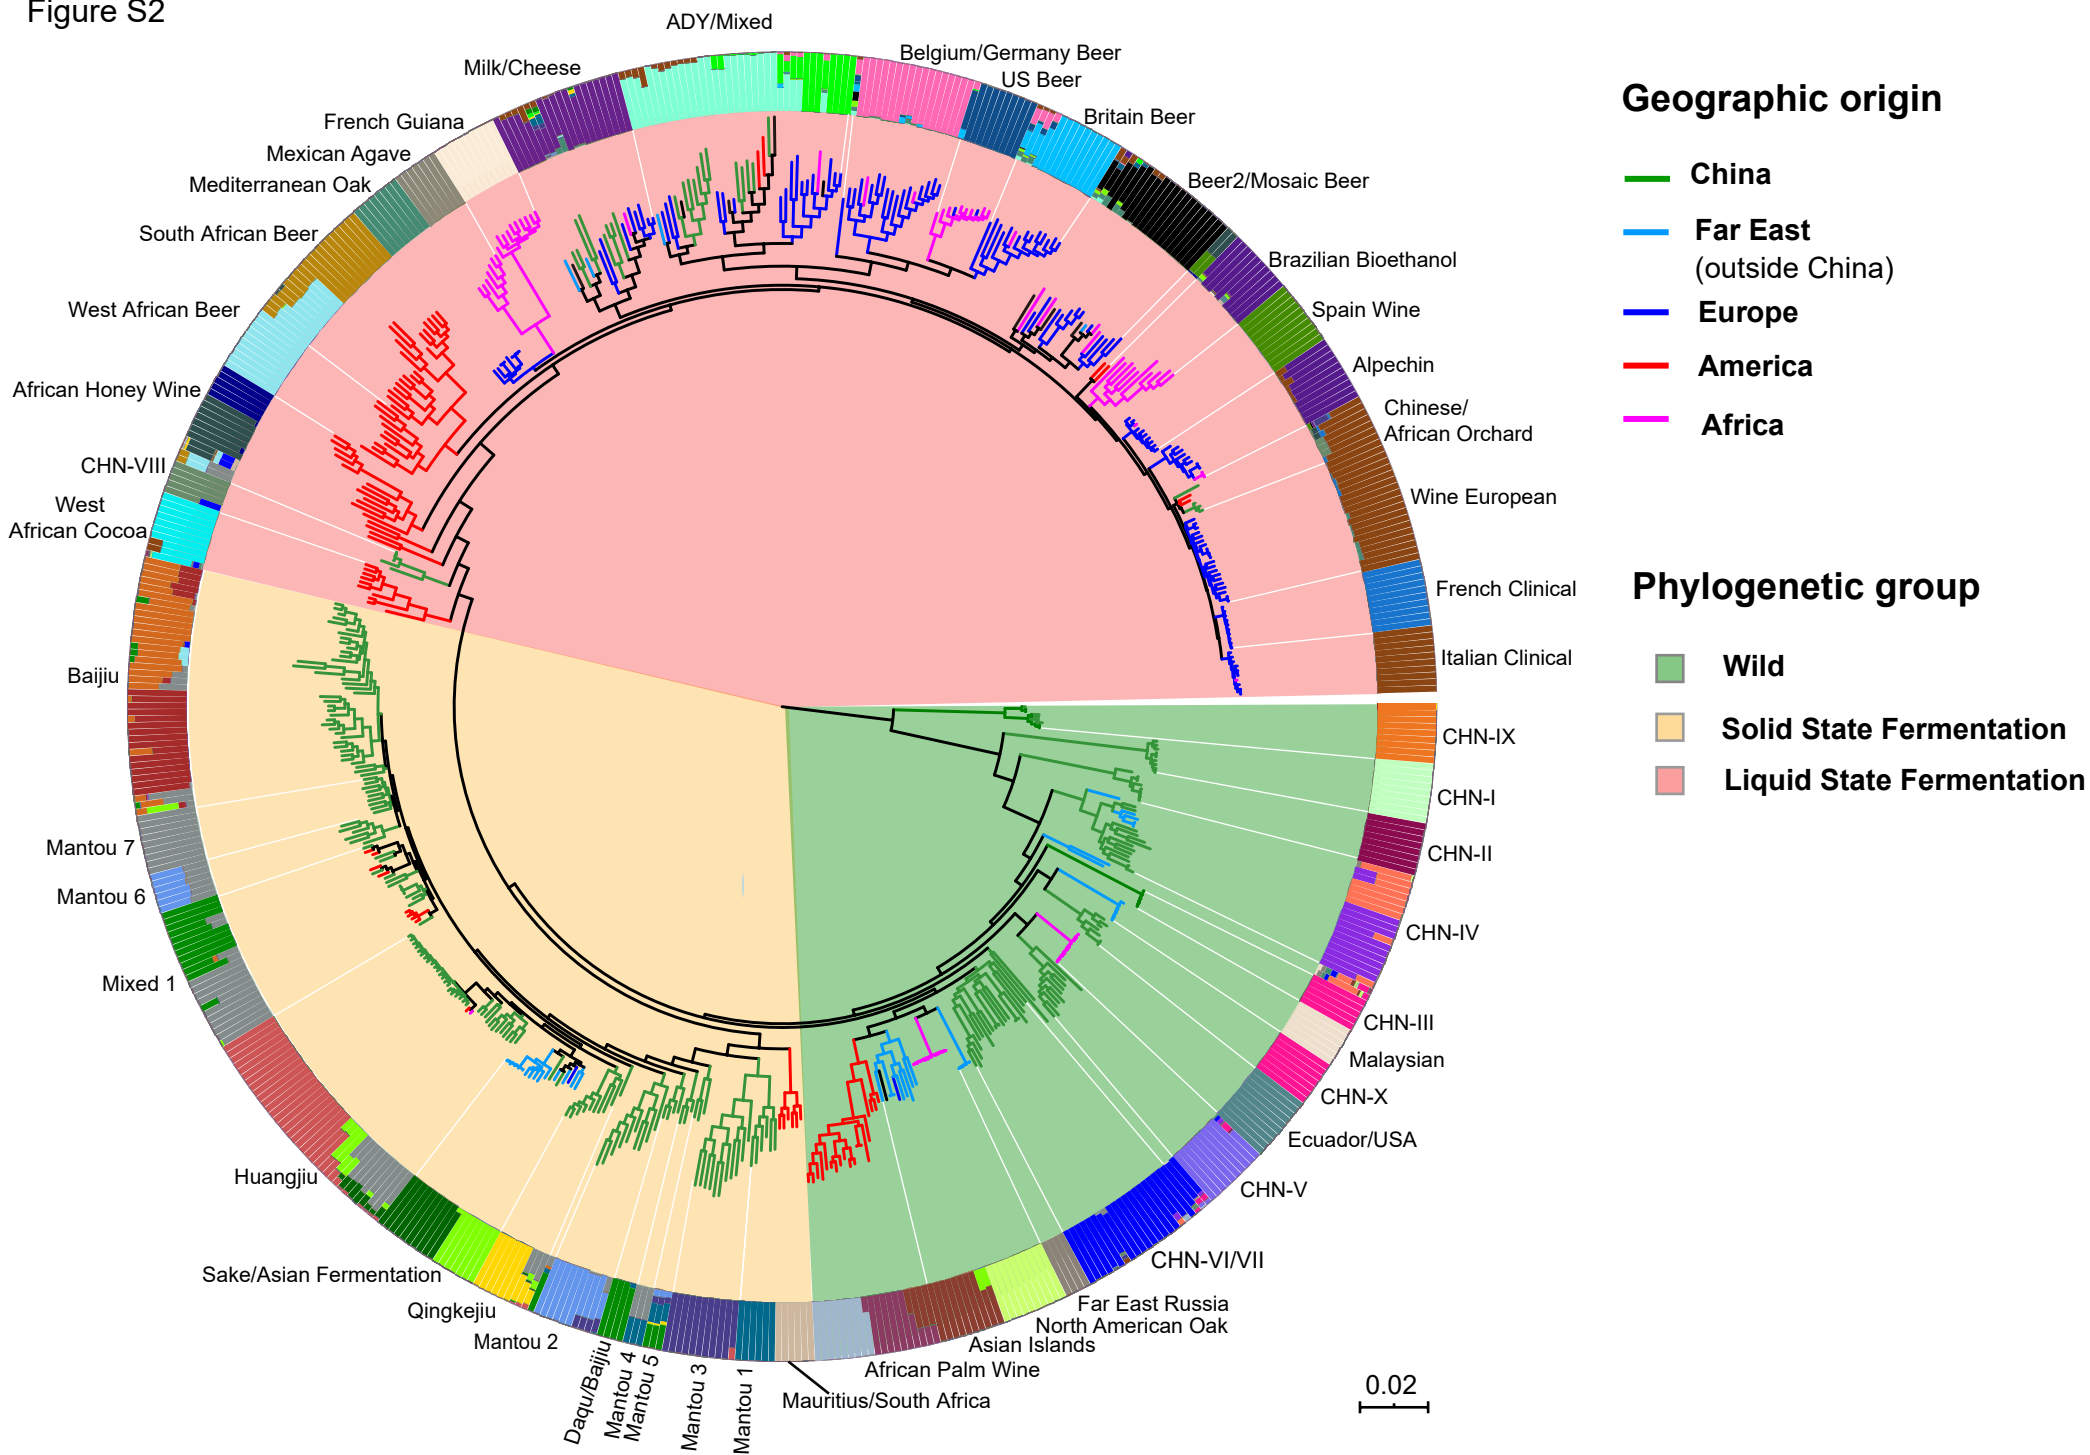 Figure S2
ADY/Mixed
Belgium/Germany Beer
US Beer
Britain Beer
Beer2/Mosaic Beer
Brazilian Bioethanol
Spain Wine
Alpechin
Chinese/
African Orchard
Wine European
French Clinical
Italian Clinical
CHN-IX
CHN-I
CHN-II
CHN-IV
CHN-III
Malaysian
CHN-X
Ecuador/USA
CHN-V
CHN-VI/VII
Far East Russia
North American Oak
Asian Islands
African Palm Wine
Mauritius/South Africa
Mantou 1
Mantou 3
Mantou 5
Mantou 4
Daqu/Baijiu
Mantou 2
Qingkejiu
Sake/Asian Fermentation
Huangjiu
Mixed 1
Mantou 6
Mantou 7
Baijiu
West
African Cocoa
CHN-VIII
African Honey Wine
West African Beer
South African Beer
Mediterranean Oak
Mexican Agave
French Guiana
Milk/Cheese
Geographic origin
China
Far East
(outside China)
Europe
America
Africa
Phylogenetic group
Wild
Solid State Fermentation
Liquid State Fermentation
0.02